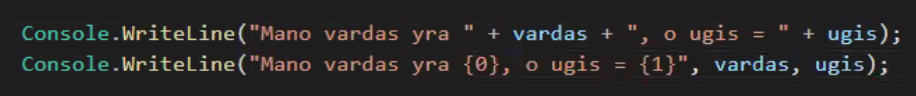 Console.WriteLine("Mano vardas yra " + vardas + ", o ugis = " + ugis);
Console.WriteLine("Mano vardas yra {0}, o ugis = {1}", vardas, ugis);